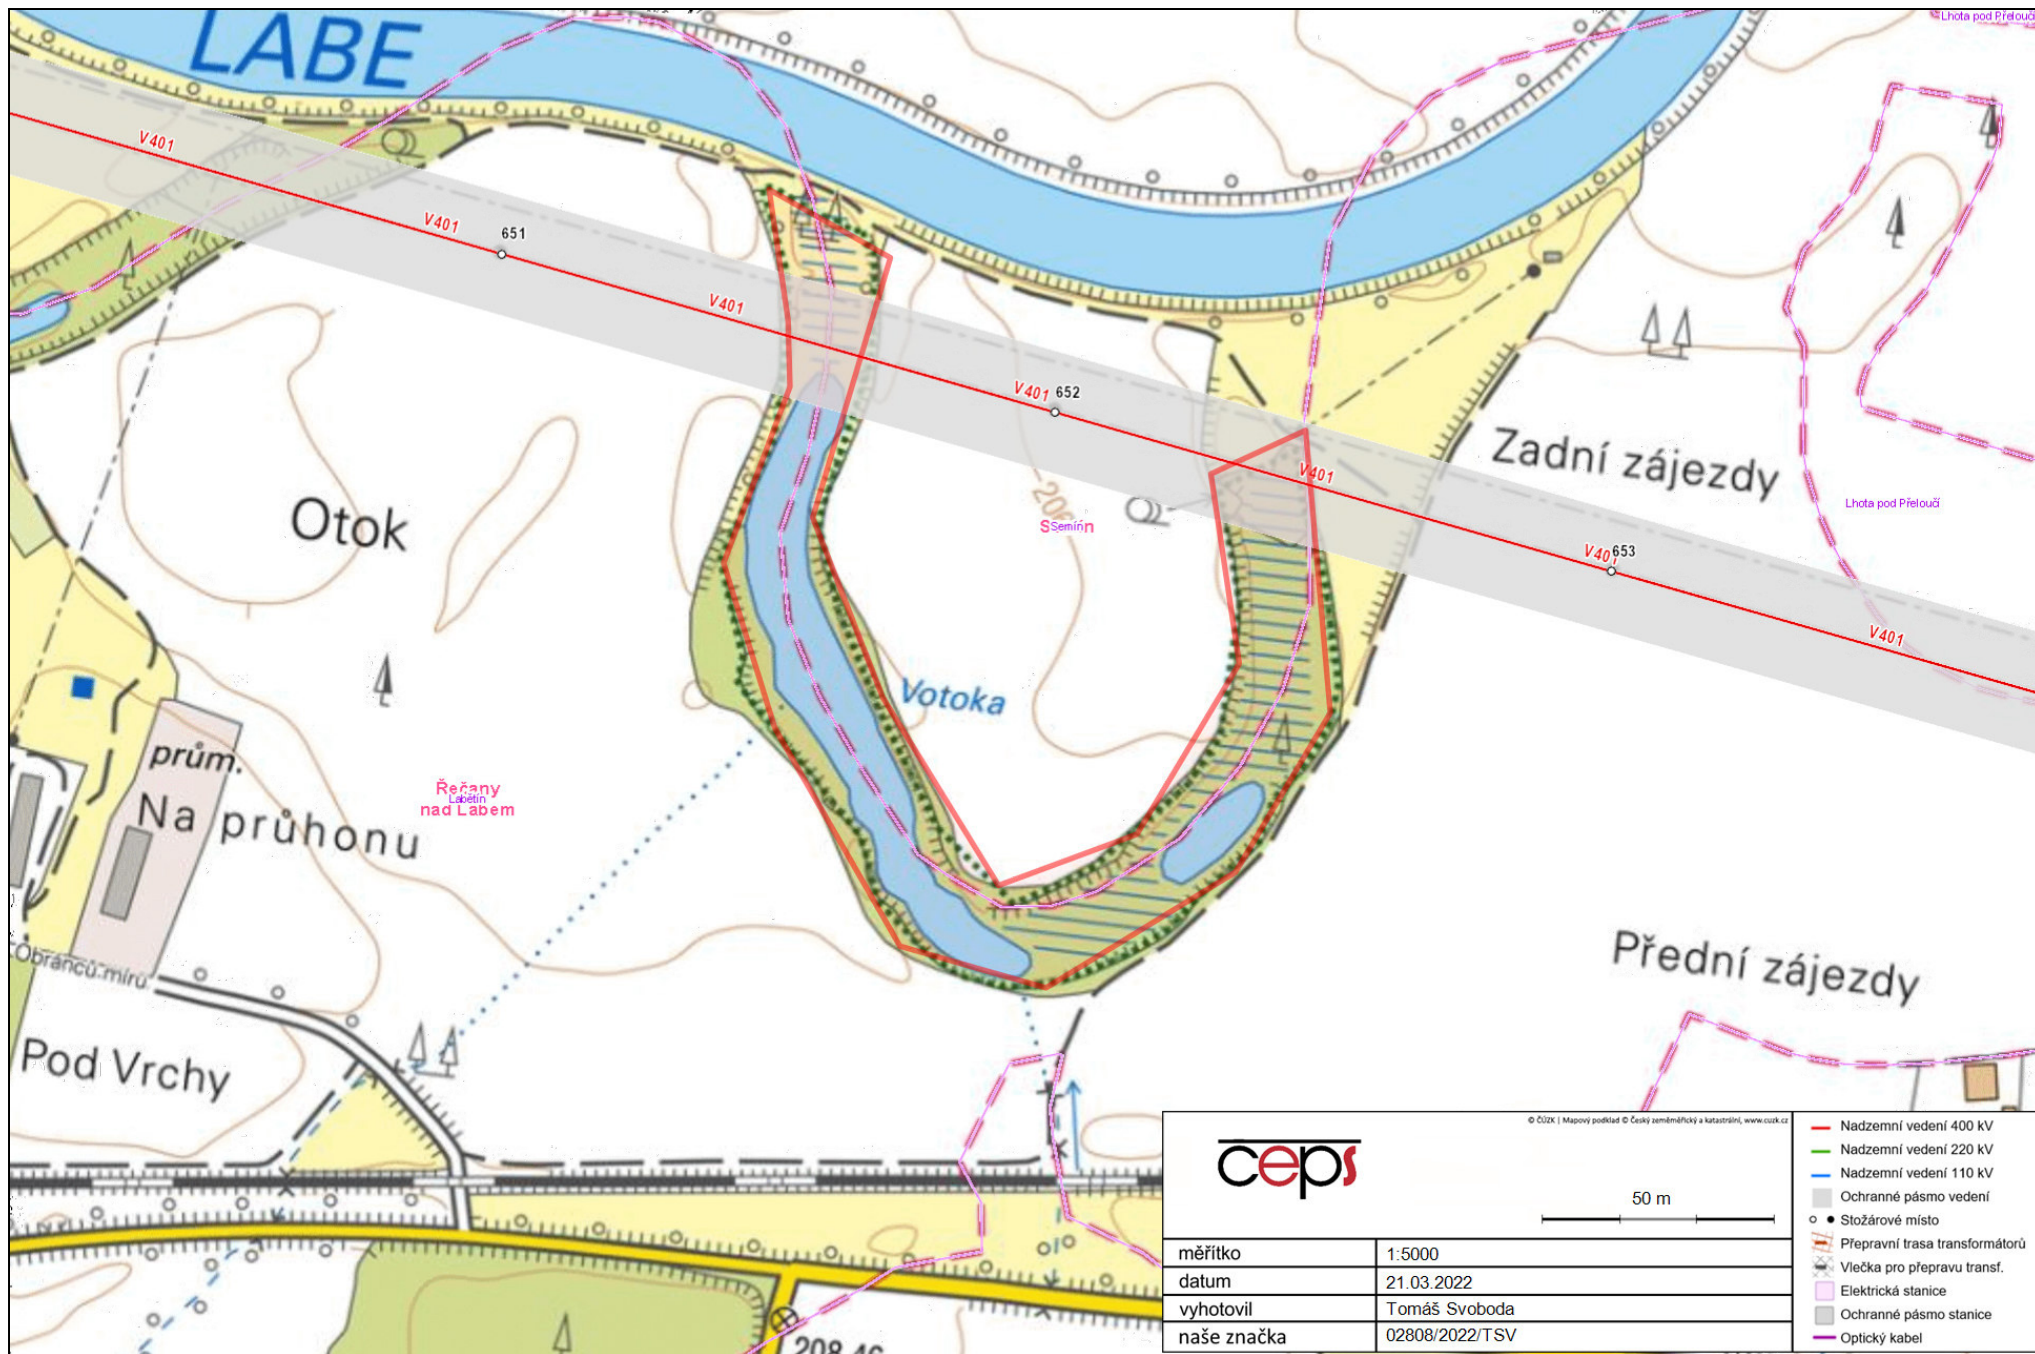 Lhota pod Přeloučí
LABE
V401
V401
651
V401
V401
652
V401
V401
653
V401
Zadní zájezdy
Lhota pod Přeloučí
Otok
Semín
Votoka
prům.
Na průhonu
Řečany
nad Labem
Labětín
Obránců míru
Pod Vrchy
Přední zájezdy
208.46
© ČÚZK | Mapový podklad © Český zeměměřický a katastrální, www.cuzk.cz
ceps
50 m
měřítko 1:5000
datum 21.03.2022
vyhotovil Tomáš Svoboda
naše značka 02808/2022/TSV
Nadzemní vedení 400 kV
Nadzemní vedení 220 kV
Nadzemní vedení 110 kV
Ochranné pásmo vedení
Stožárové místo
Přepravní trasa transformátorů
Vlečka pro přepravu transf.
Elektrická stanice
Ochranné pásmo stanice
Optický kabel